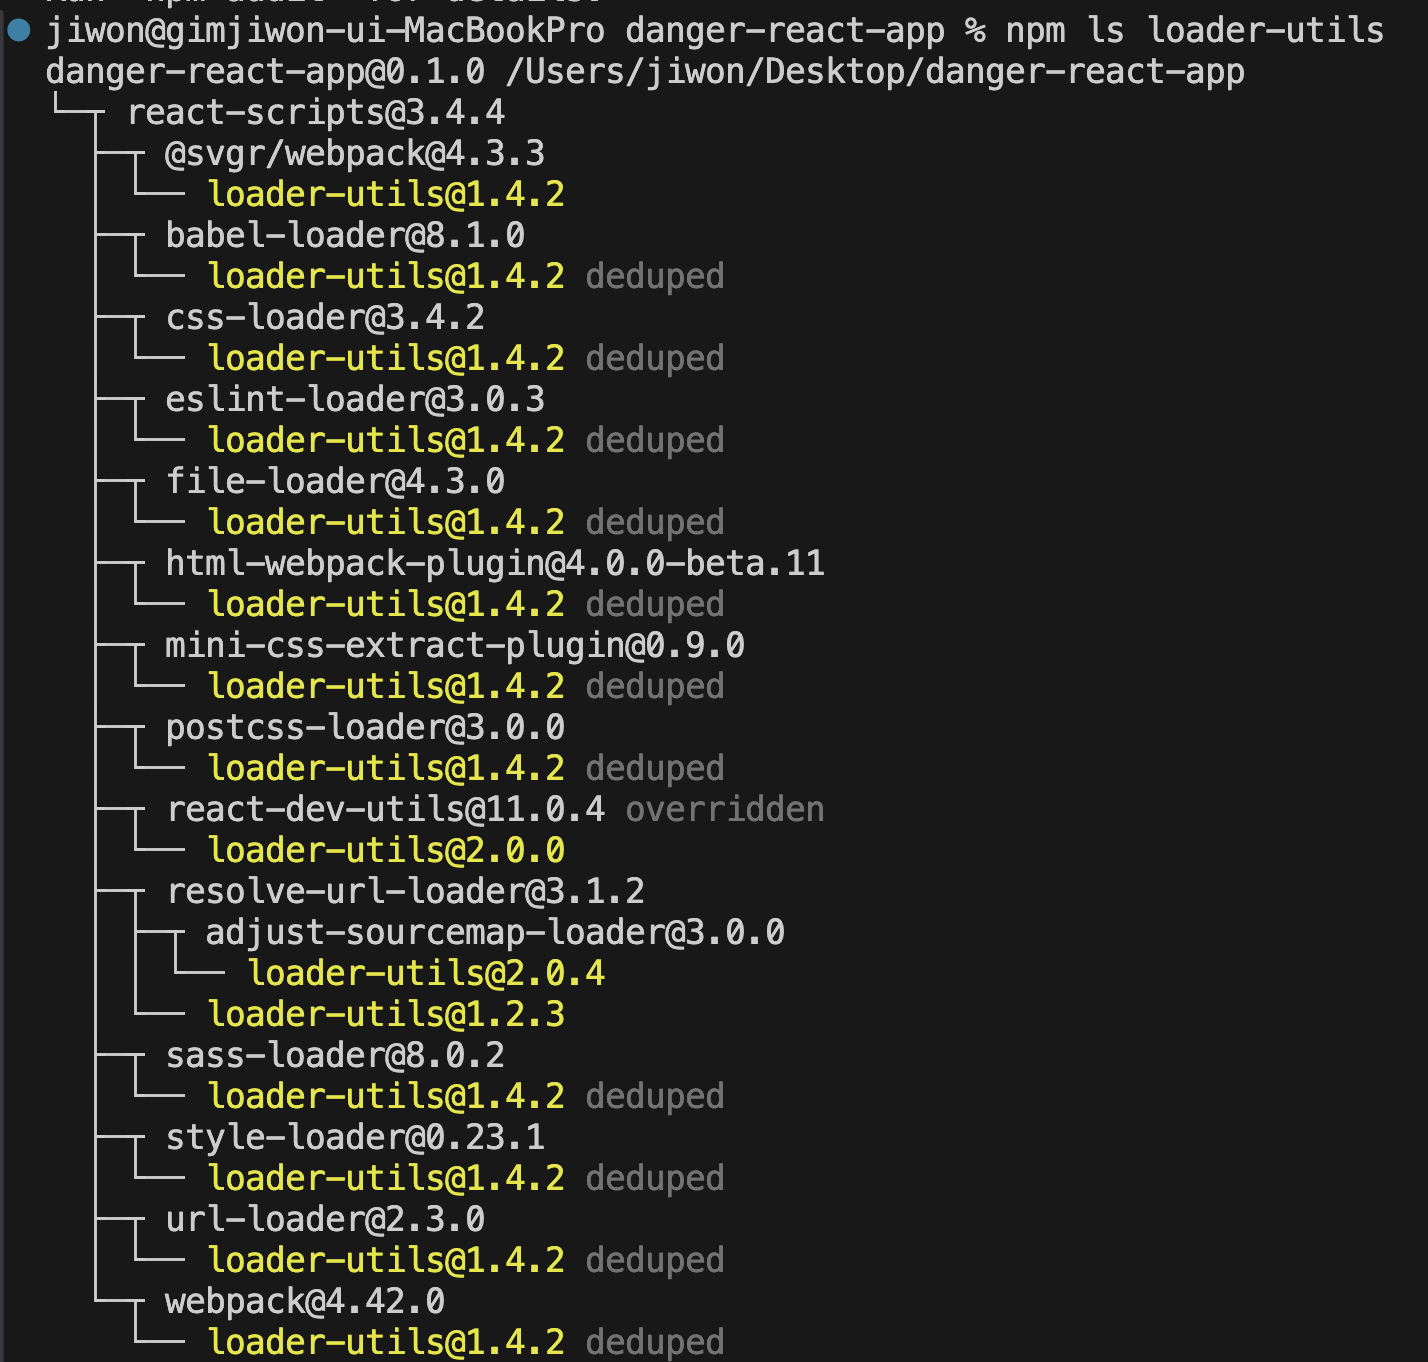 jiwon@gimjiwon-ui-MacBookPro danger-react-app % npm ls loader-utils
danger-react-app@0.1.0 /Users/jiwon/Desktop/danger-react-app
└─┬ react-scripts@3.4.4
  ├─┬ @svgr/webpack@4.3.3
  │ └── loader-utils@1.4.2
  ├─┬ babel-loader@8.1.0
  │ └── loader-utils@1.4.2 deduped
  ├─┬ css-loader@3.4.2
  │ └── loader-utils@1.4.2 deduped
  ├─┬ eslint-loader@3.0.3
  │ └── loader-utils@1.4.2 deduped
  ├─┬ file-loader@4.3.0
  │ └── loader-utils@1.4.2 deduped
  ├─┬ html-webpack-plugin@4.0.0-beta.11
  │ └── loader-utils@1.4.2 deduped
  ├─┬ mini-css-extract-plugin@0.9.0
  │ └── loader-utils@1.4.2 deduped
  ├─┬ postcss-loader@3.0.0
  │ └── loader-utils@1.4.2 deduped
  ├─┬ react-dev-utils@11.0.4 overridden
  │ └── loader-utils@2.0.0
  ├─┬ resolve-url-loader@3.1.2
  │ ├─┬ adjust-sourcemap-loader@3.0.0
  │ │ └── loader-utils@2.0.4
  │ └── loader-utils@1.2.3
  ├─┬ sass-loader@8.0.2
  │ └── loader-utils@1.4.2 deduped
  ├─┬ style-loader@0.23.1
  │ └── loader-utils@1.4.2 deduped
  ├─┬ url-loader@2.3.0
  │ └── loader-utils@1.4.2 deduped
  └─┬ webpack@4.42.0
    └── loader-utils@1.4.2 deduped